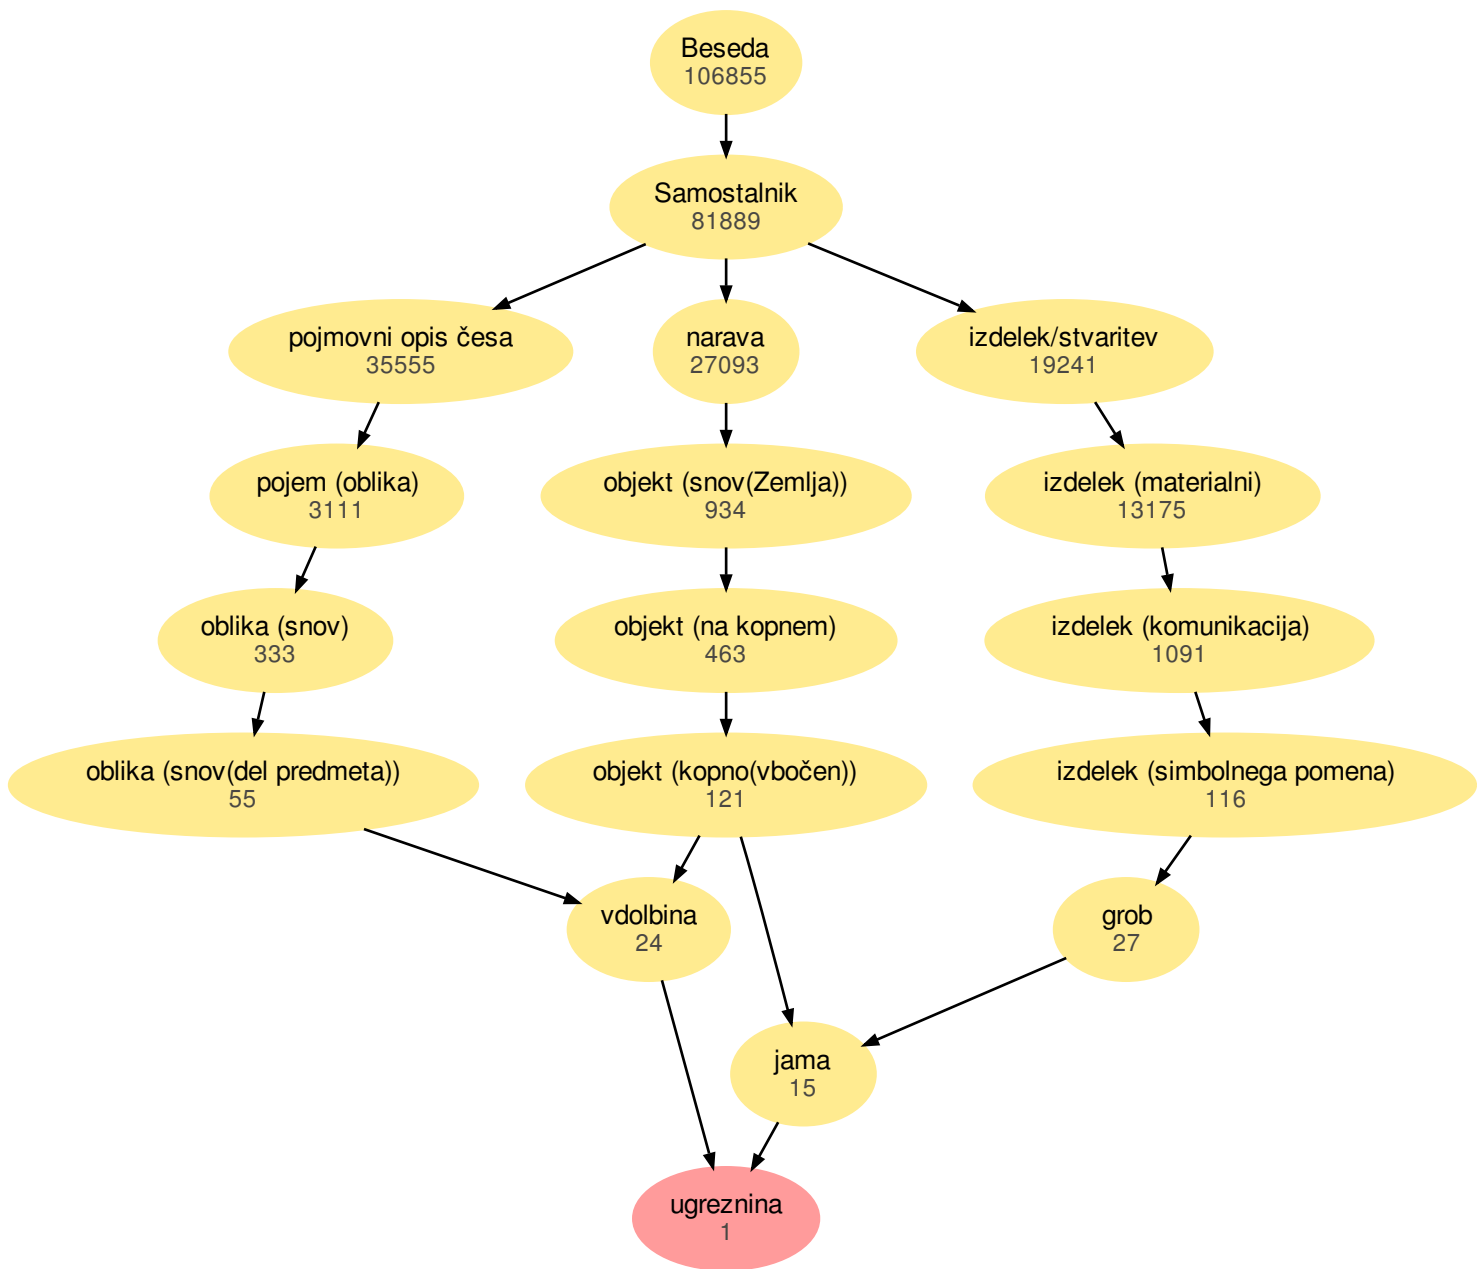 Beseda
106855
Samostalnik
81889
pojmovni opis česa
35555
narava
27093
izdelek/stvaritev
19241
pojem (oblika)
3111
objekt (snov(Zemlja))
934
izdelek (materialni)
13175
oblika (snov)
333
objekt (na kopnem)
463
izdelek (komunikacija)
1091
oblika (snov(del predmeta))
55
objekt (kopno(vbočen))
121
izdelek (simbolnega pomena)
116
vdolbina
24
grob
27
jama
15
ugreznina
1